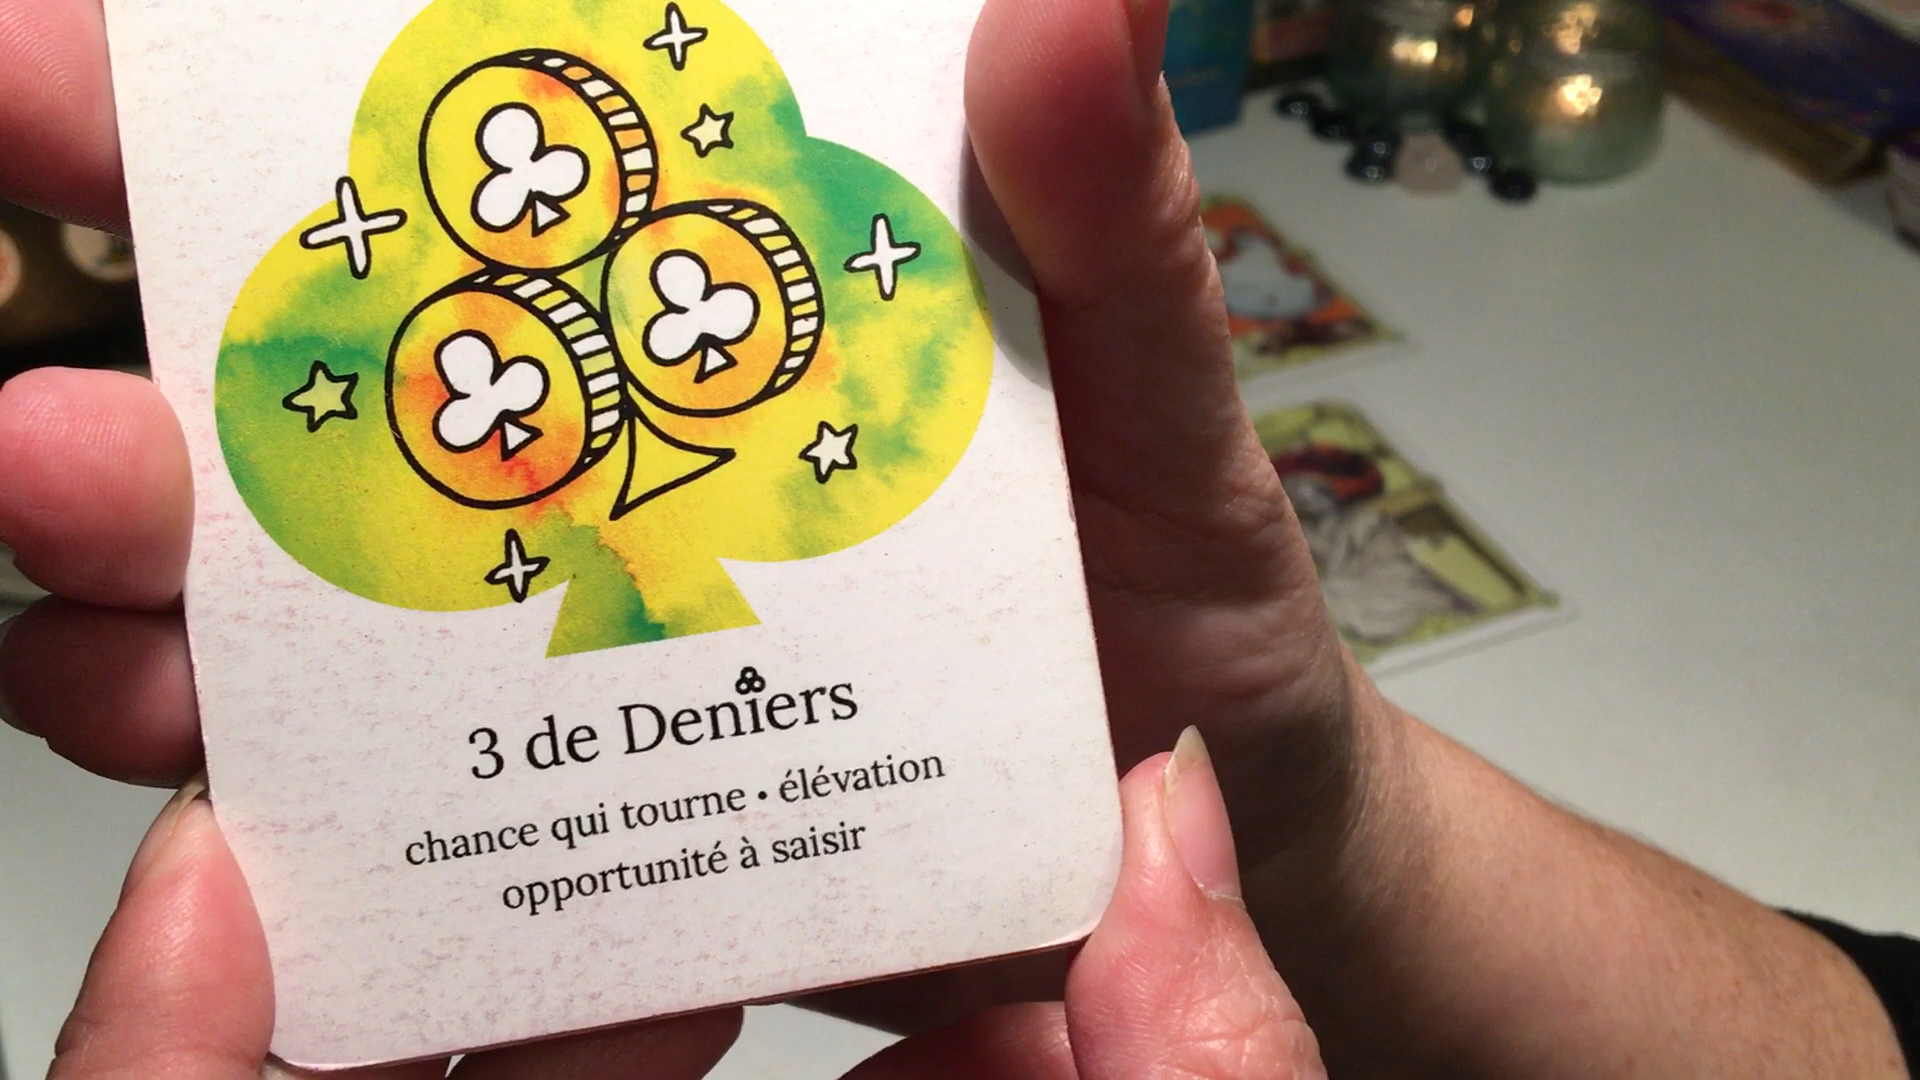 3 de Deniers
chance qui tourne • élévation
opportunité à saisir